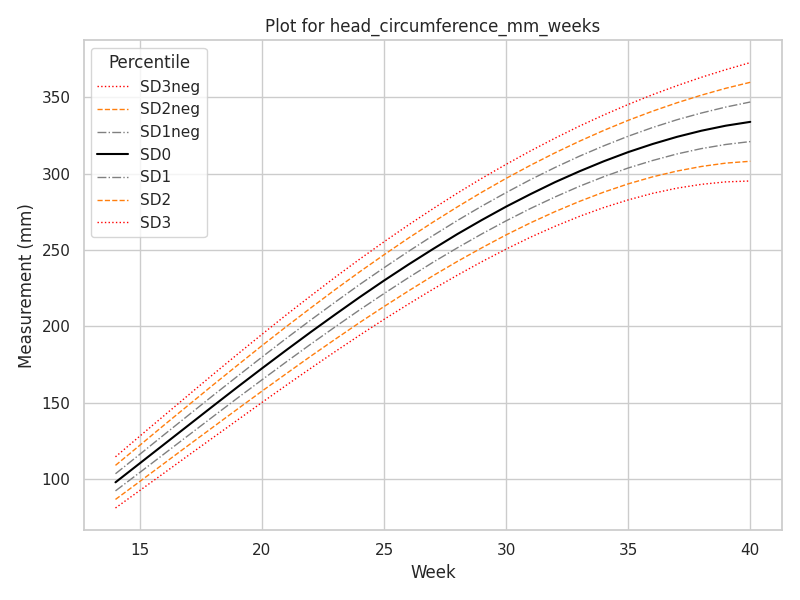 Plot for head_circumference_mm_weeks
Percentile
SD3neg
SD2neg
SD1neg
SD0
SD1
SD2
SD3
Measurement (mm)
350
300
250
200
150
100
15 20 25 30 35 40
Week